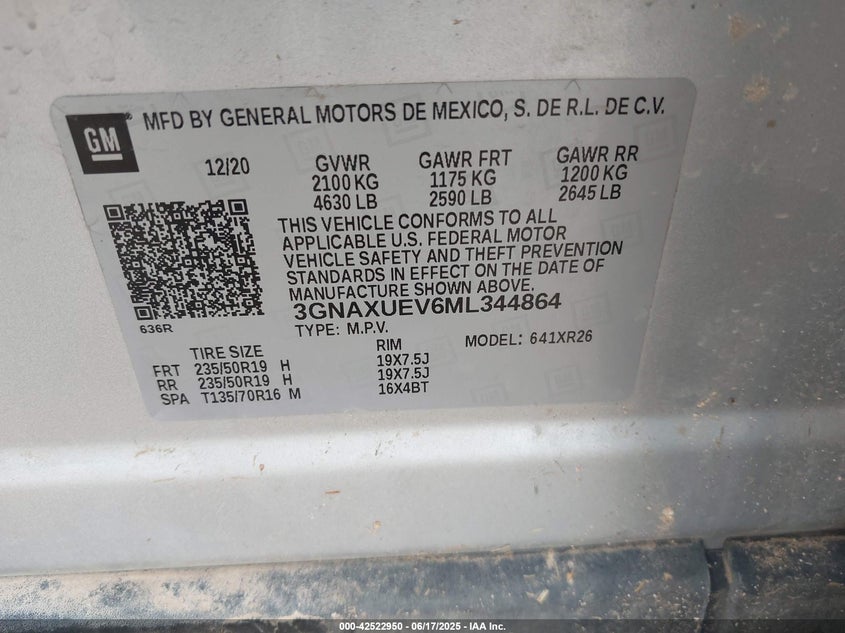 GM
MFD BY GENERAL MOTORS DE MEXICO, S. DE R.L. DE C.V.
12/20 GVWR GAWR FRT GAWR RR
2100 KG 1175 KG 1200 KG
4630 LB 2590 LB 2645 LB
THIS VEHICLE CONFORMS TO ALL
APPLICABLE U.S. FEDERAL MOTOR
VEHICLE SAFETY AND THEFT PREVENTION
STANDARDS IN EFFECT ON THE DATE OF
MANUFACTURE SHOWN ABOVE.
3GNAXUEV6ML344864
636R
TYPE: M.P.V. MODEL: 641XR26
TIRE SIZE RIM
FRT 235/50R19 H 19X7.5J
RR 235/50R19 H 19X7.5J
SPA T135/70R16 M 16X4BT
000-42522950 - 06/17/2025 - IAA Inc.